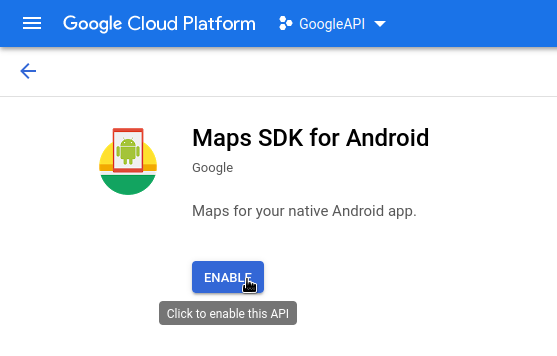 Google Cloud Platform GoogleAPI
Maps SDK for Android
Google
Maps for your native Android app.
ENABLE
Click to enable this API